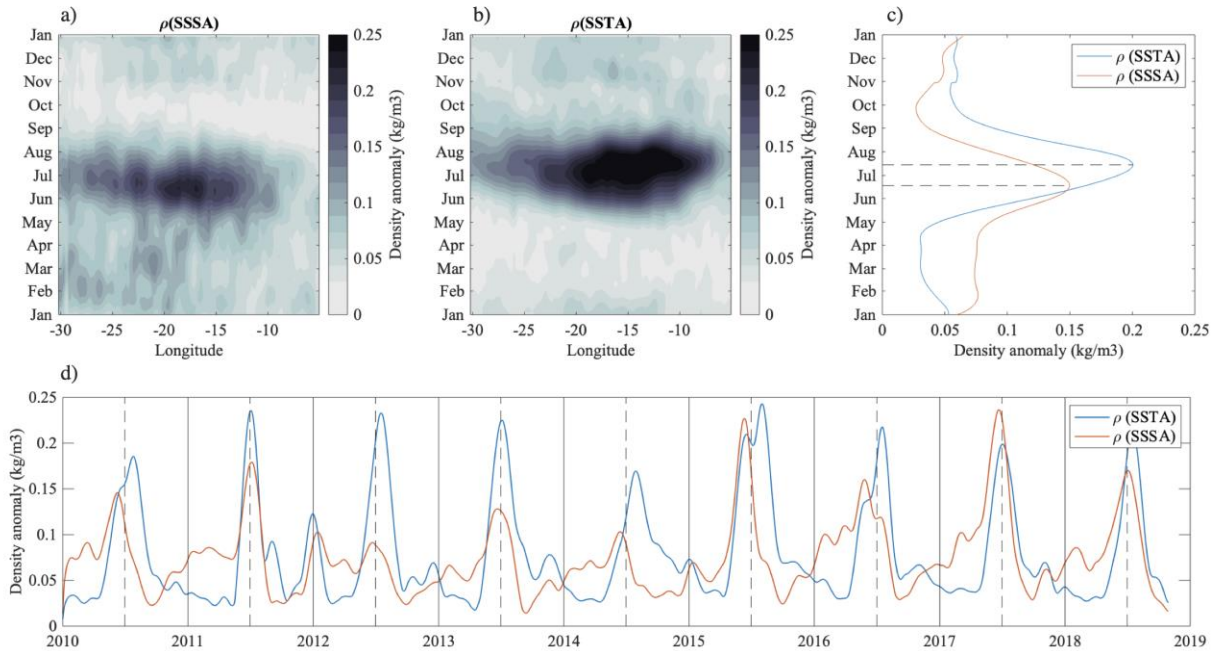 a)
ρ(SSSA)
Jan
Dec
Nov
Oct
Sep
Aug
Jul
Jun
May
Apr
Mar
Feb
Jan
-30 -25 -20 -15 -10
Longitude
0.25
0.2
0.15
0.1
0.05
0
Density anomaly (kg/m3)
b)
ρ(SSTA)
Jan
Dec
Nov
Oct
Sep
Aug
Jul
Jun
May
Apr
Mar
Feb
Jan
-30 -25 -20 -15 -10
Longitude
0.25
0.2
0.15
0.1
0.05
0
Density anomaly (kg/m3)
c)
Jan
Dec
Nov
Oct
Sep
Aug
Jul
Jun
May
Apr
Mar
Feb
Jan
ρ (SSTA)
ρ (SSSA)
0 0.05 0.1 0.15 0.2 0.25
Density anomaly (kg/m3)
d)
Density anomaly (kg/m3)
0.25
0.2
0.15
0.1
0.05
0
ρ (SSTA)
ρ (SSSA)
2010 2011 2012 2013 2014 2015 2016 2017 2018 2019